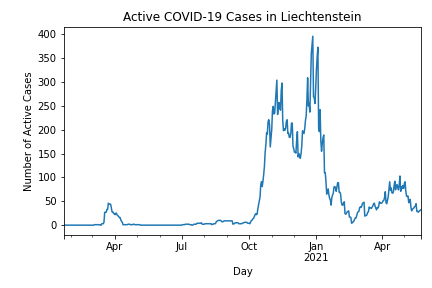 Active COVID-19 Cases in Liechtenstein
Number of Active Cases
400
350
300
250
200
150
100
50
0
Apr Jul Oct Jan Apr
2021
Day